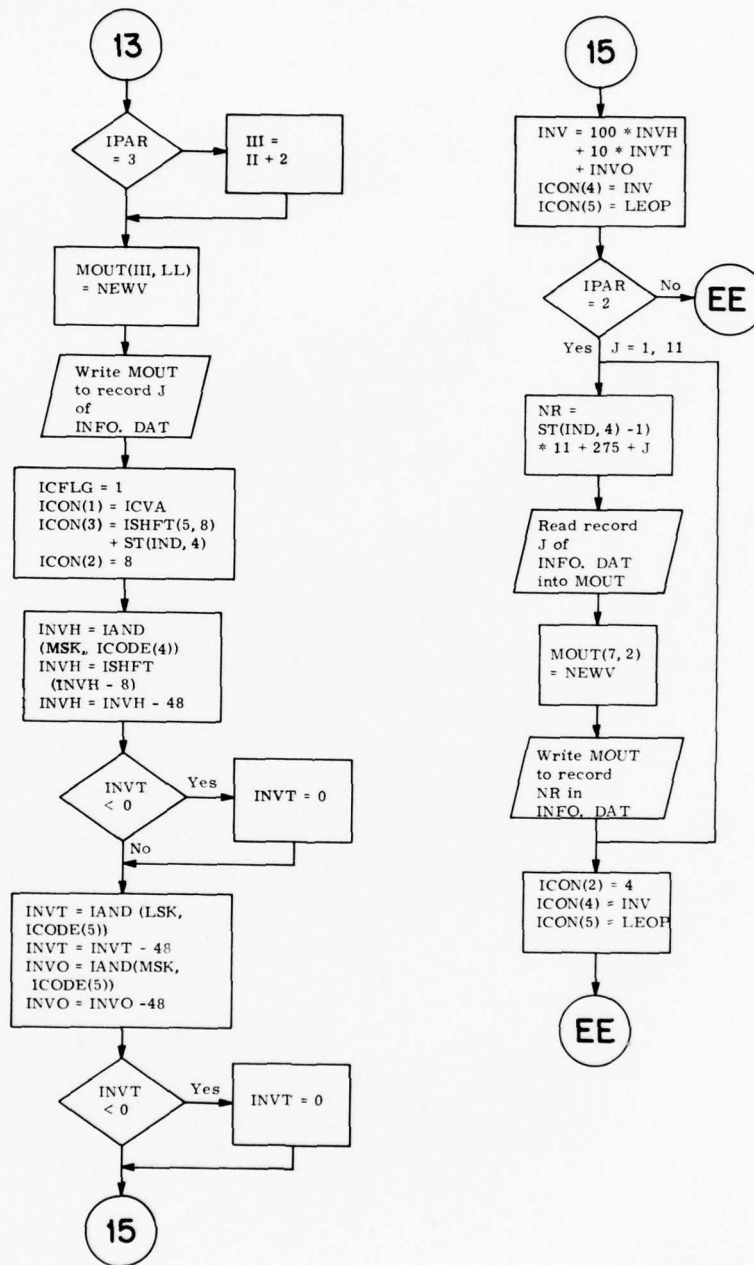 13
IPAR
= 3
III =
II + 2
MOUT(III, LL)
= NEWV
Write MOUT
to record J
of
INFO. DAT
ICFLG = 1
ICON(1) = ICVA
ICON(3) = ISHFT(5, 8)
+ ST(IND, 4)
ICON(2) = 8
INVH = IAND
(MSK, ICODE(4))
INVH = ISHFT
(INVH - 8)
INVH = INVH - 48
INVT
< 0
Yes
INVT = 0
No
INVT = IAND (LSK,
ICODE(5))
INVT = INVT - 48
INVO = IAND(MSK,
ICODE(5))
INVO = INVO -48
INVT
< 0
Yes
INVT = 0
15
15
INV = 100 * INVH
+ 10 * INVT
+ INVO
ICON(4) = INV
ICON(5) = LEOP
IPAR
= 2
No
EE
Yes J = 1, 11
NR =
ST(IND, 4) -1)
* 11 + 275 + J
Read record
J of
INFO. DAT
into MOUT
MOUT(7, 2)
= NEWV
Write MOUT
to record
NR in
INFO. DAT
ICON(2) = 4
ICON(4) = INV
ICON(5) = LEOP
EE